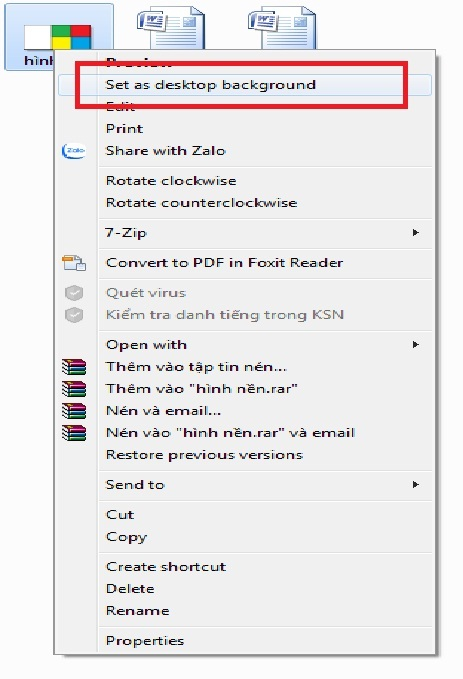 hình
Preview
Set as desktop background
Edit
Print
Zalo
Share with Zalo
Rotate clockwise
Rotate counterclockwise
7-Zip
Convert to PDF in Foxit Reader
Quét virus
Kiểm tra danh tiếng trong KSN
Open with
Thêm vào tập tin nén...
Thêm vào "hình nền.rar"
Nén và email...
Nén vào "hình nền.rar" và email
Restore previous versions
Send to
Cut
Copy
Create shortcut
Delete
Rename
Properties